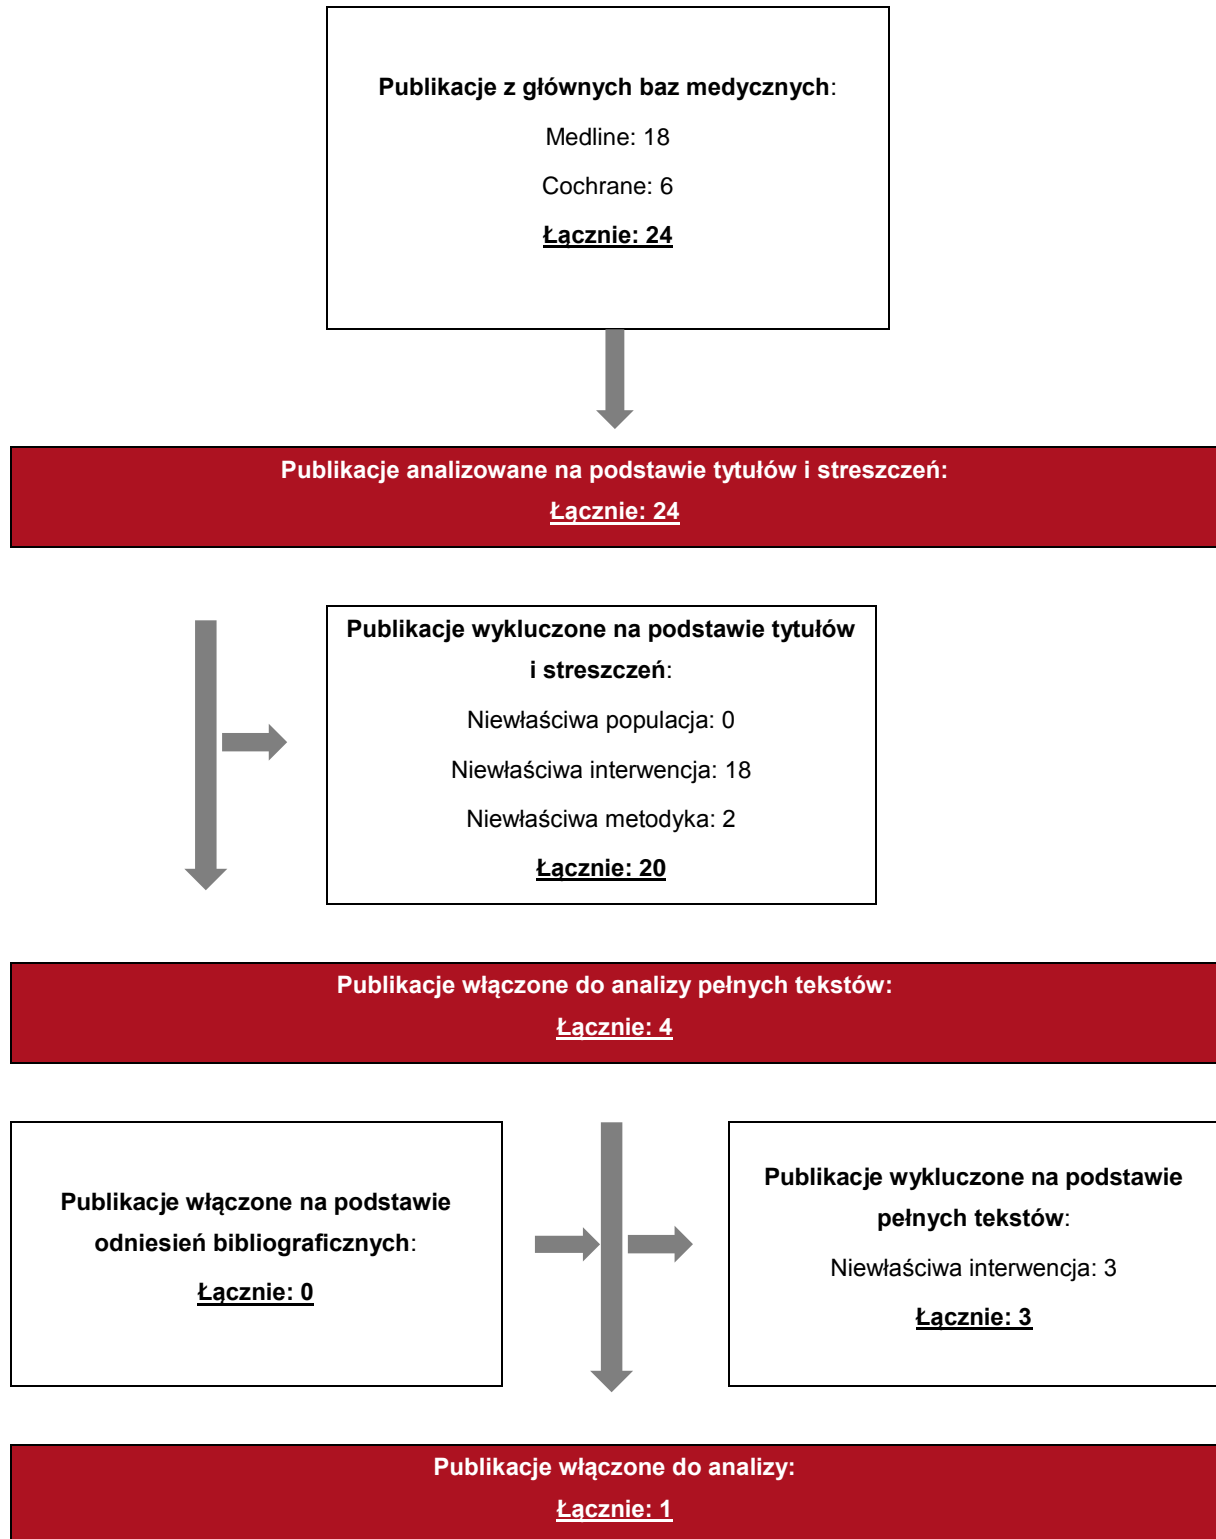 Publikacje z głównych baz medycznych:
Medline: 18
Cochrane: 6
Łącznie: 24
Publikacje analizowane na podstawie tytułów i streszczeń:
Łącznie: 24
Publikacje wykluczone na podstawie tytułów
i streszczeń:
Niewłaściwa populacja: 0
Niewłaściwa interwencja: 18
Niewłaściwa metodyka: 2
Łącznie: 20
Publikacje włączone do analizy pełnych tekstów:
Łącznie: 4
Publikacje włączone na podstawie
odniesień bibliograficznych:
Łącznie: 0
Publikacje wykluczone na podstawie
pełnych tekstów:
Niewłaściwa interwencja: 3
Łącznie: 3
Publikacje włączone do analizy:
Łącznie: 1